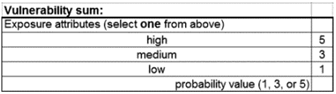 Vulnerability sum:
Exposure attributes (select one from above)
high 5
medium 3
low 1
probability value (1, 3, or 5)